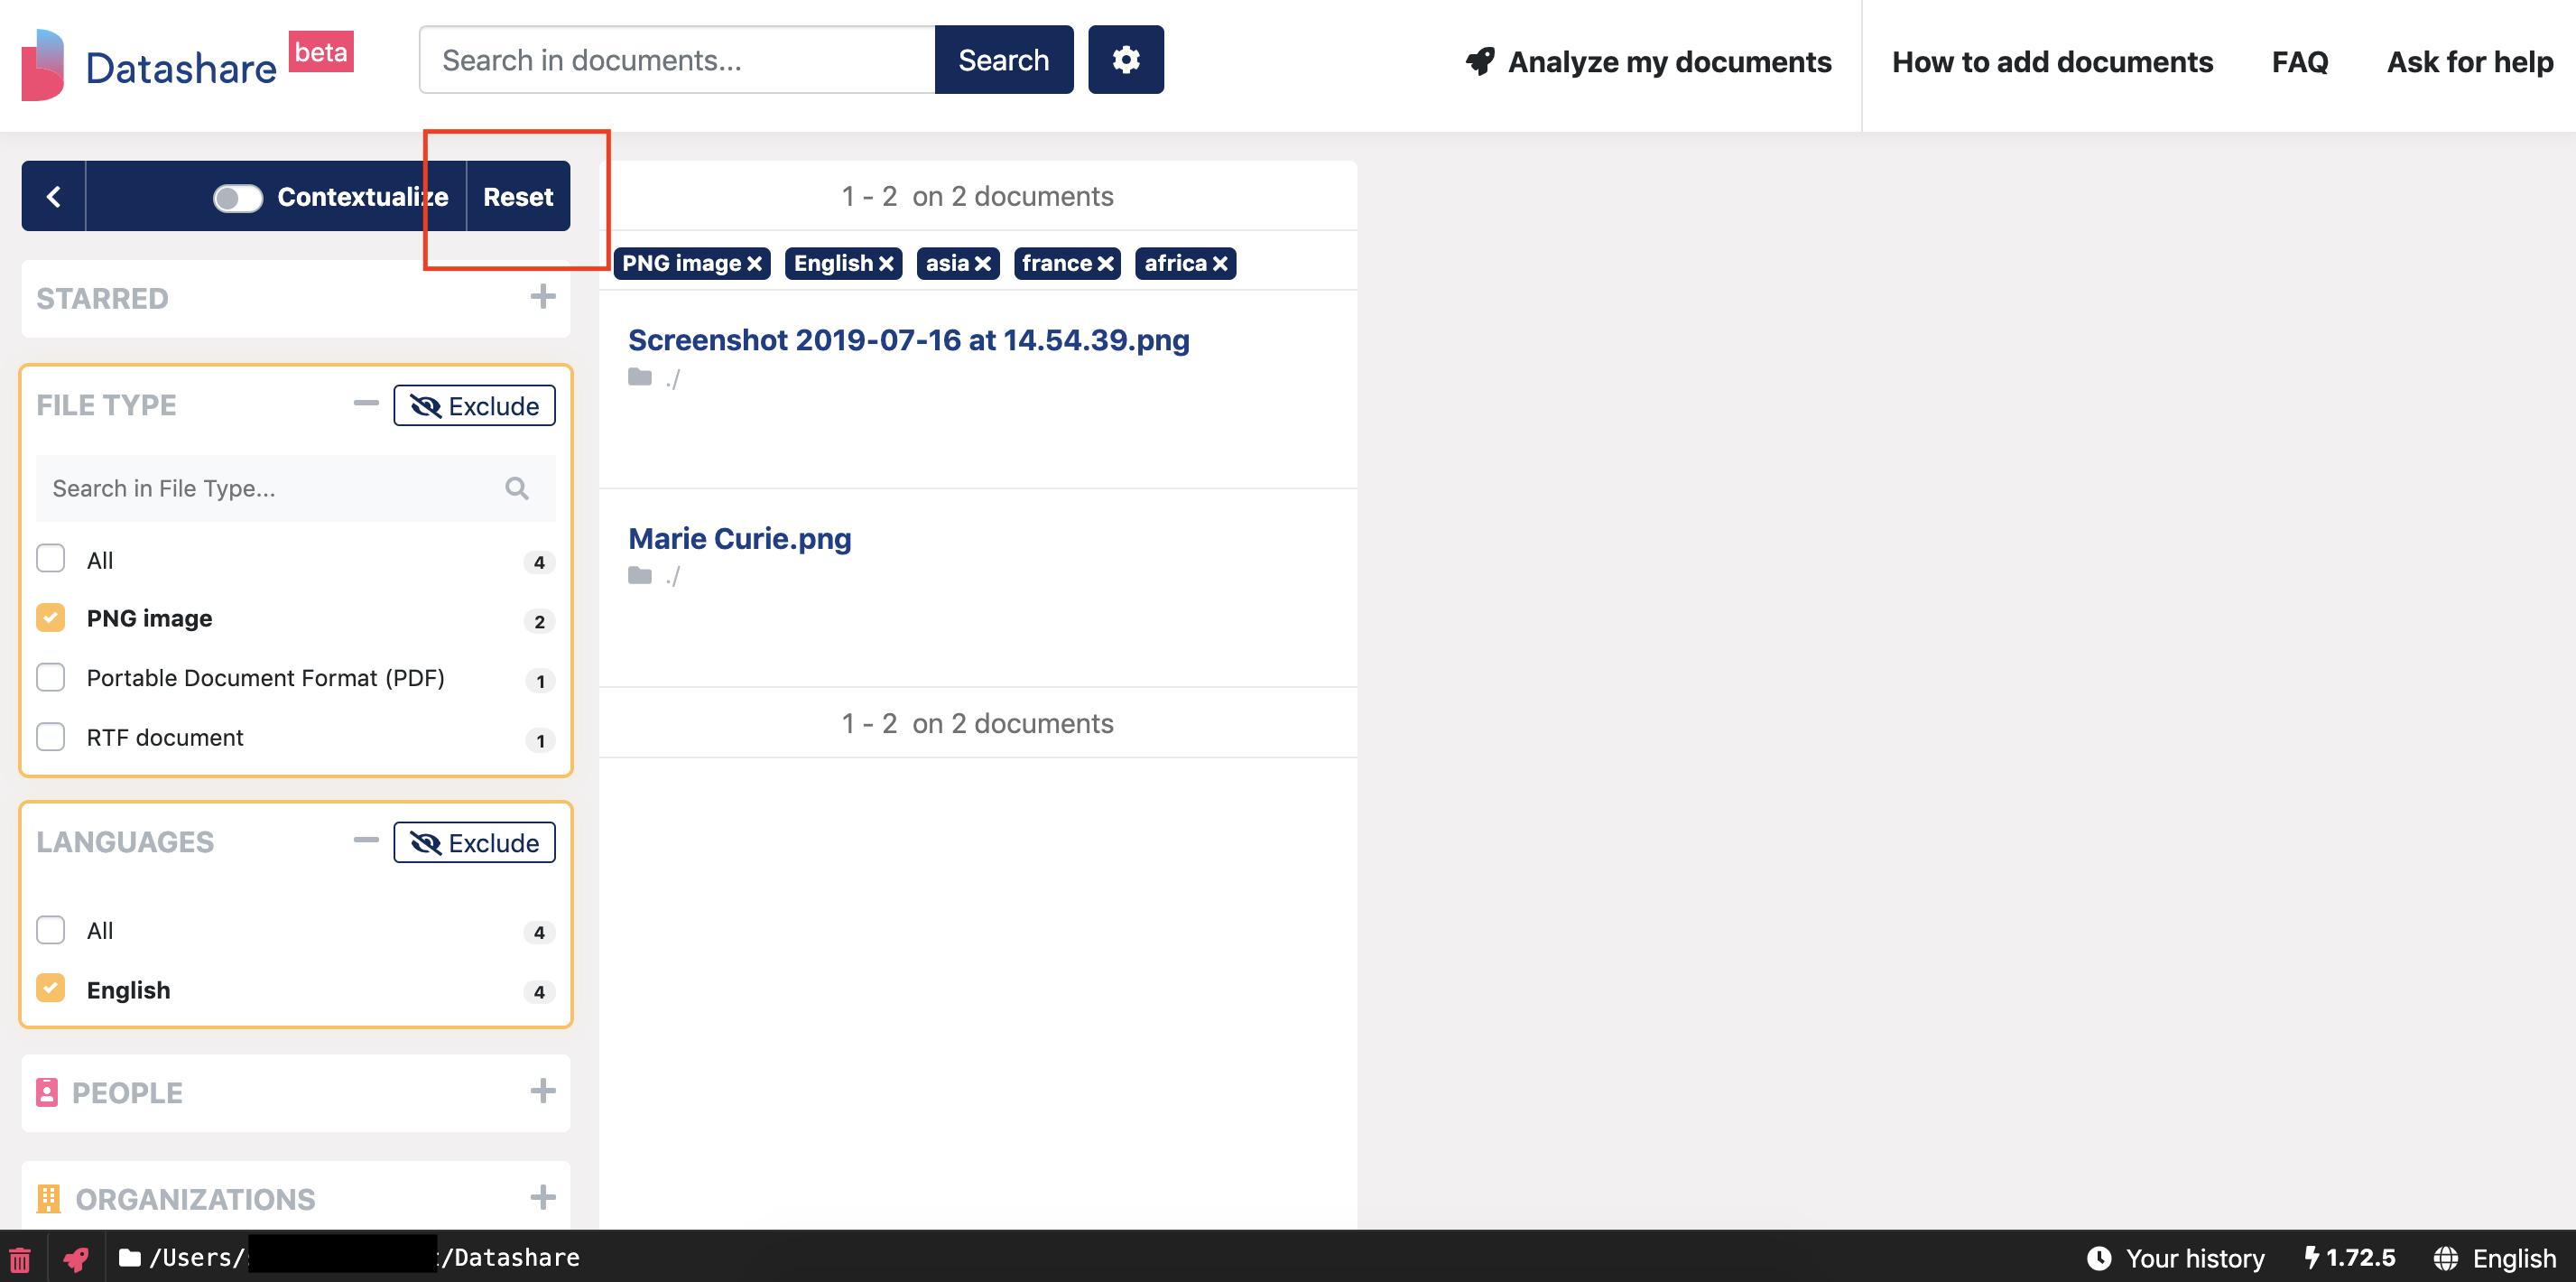 Datashare beta
Search in documents...
Search
Analyze my documents
How to add documents
FAQ
Ask for help
Contextualize
Reset
STARRED
FILE TYPE
Exclude
Search in File Type...
All 4
PNG image 2
Portable Document Format (PDF) 1
RTF document 1
LANGUAGES
Exclude
All 4
English 4
PEOPLE
ORGANIZATIONS
1 - 2 on 2 documents
PNG image English asia france africa
Screenshot 2019-07-16 at 14.54.39.png
./
Marie Curie.png
./
1 - 2 on 2 documents
/Users/ /Datashare
Your history
1.72.5
English